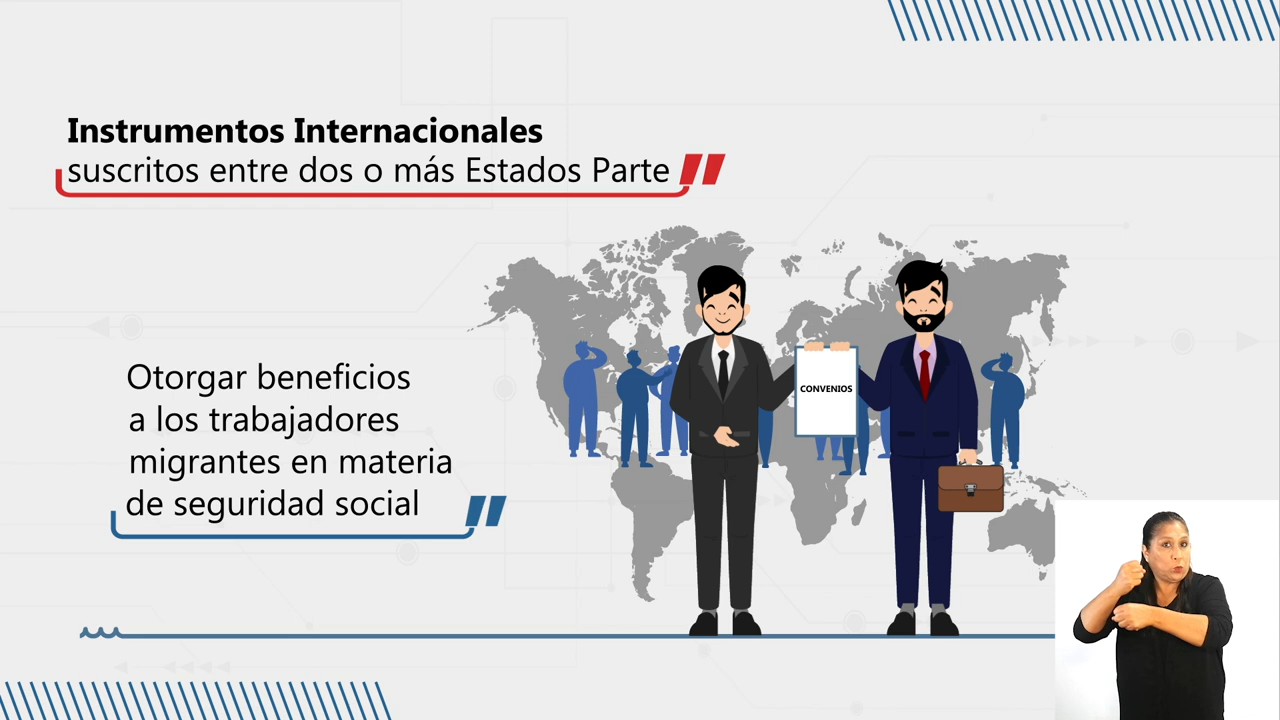 Instrumentos Internacionales
suscritos entre dos o más Estados Parte
Otorgar beneficios
a los trabajadores
migrantes en materia
de seguridad social
CONVENIOS